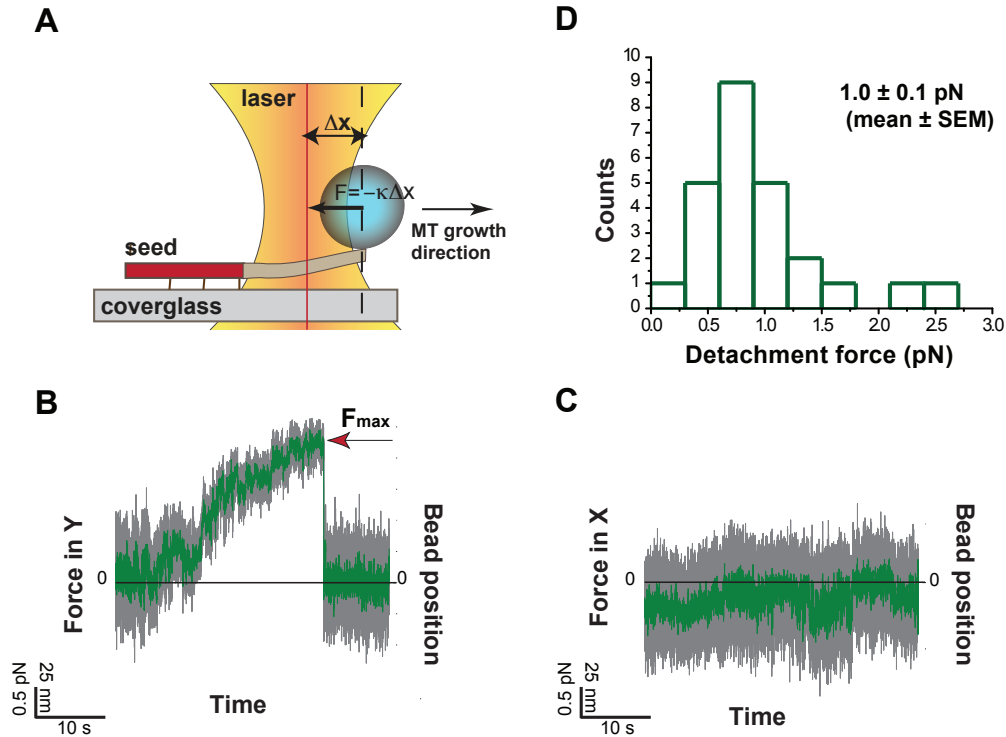 A
laser
Δx
F=−κΔx
MT growth
direction
seed
coverglass
D
10
9
8
7
6
5
4
3
2
1
0
Counts
1.0 ± 0.1 pN
(mean ± SEM)
0.0 0.5 1.0 1.5 2.0 2.5 3.0
Detachment force (pN)
B
Fmax
Force in Y
0
0
Bead position
0.5 pN
25 nm
10 s
Time
C
Force in X
0
0
Bead position
0.5 pN
25 nm
10 s
Time